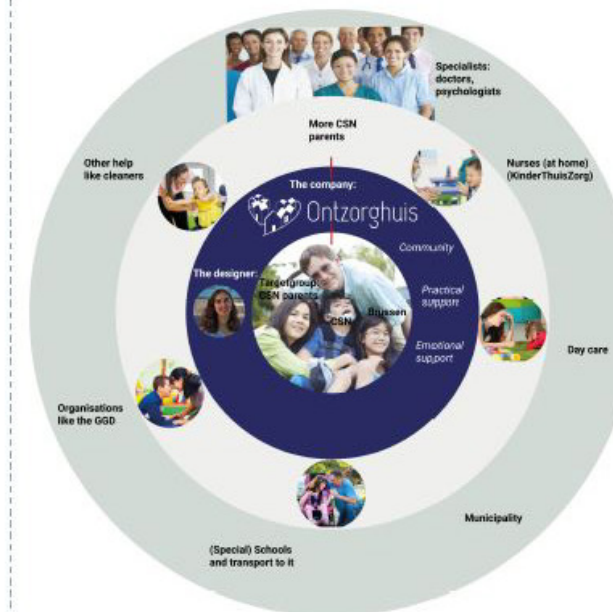 Specialists:
doctors,
psychologists
More CSN
parents
Other help
like cleaners
Nurses (at home)
(KinderThuisZorg)
The company:
Ontzorghuis
Community
The designer:
Targetgroup:
CSN parents
Practical
support
CSN
Brussen
Emotional
support
Day care
Organisations
like the GGD
Municipality
(Special) Schools
and transport to it